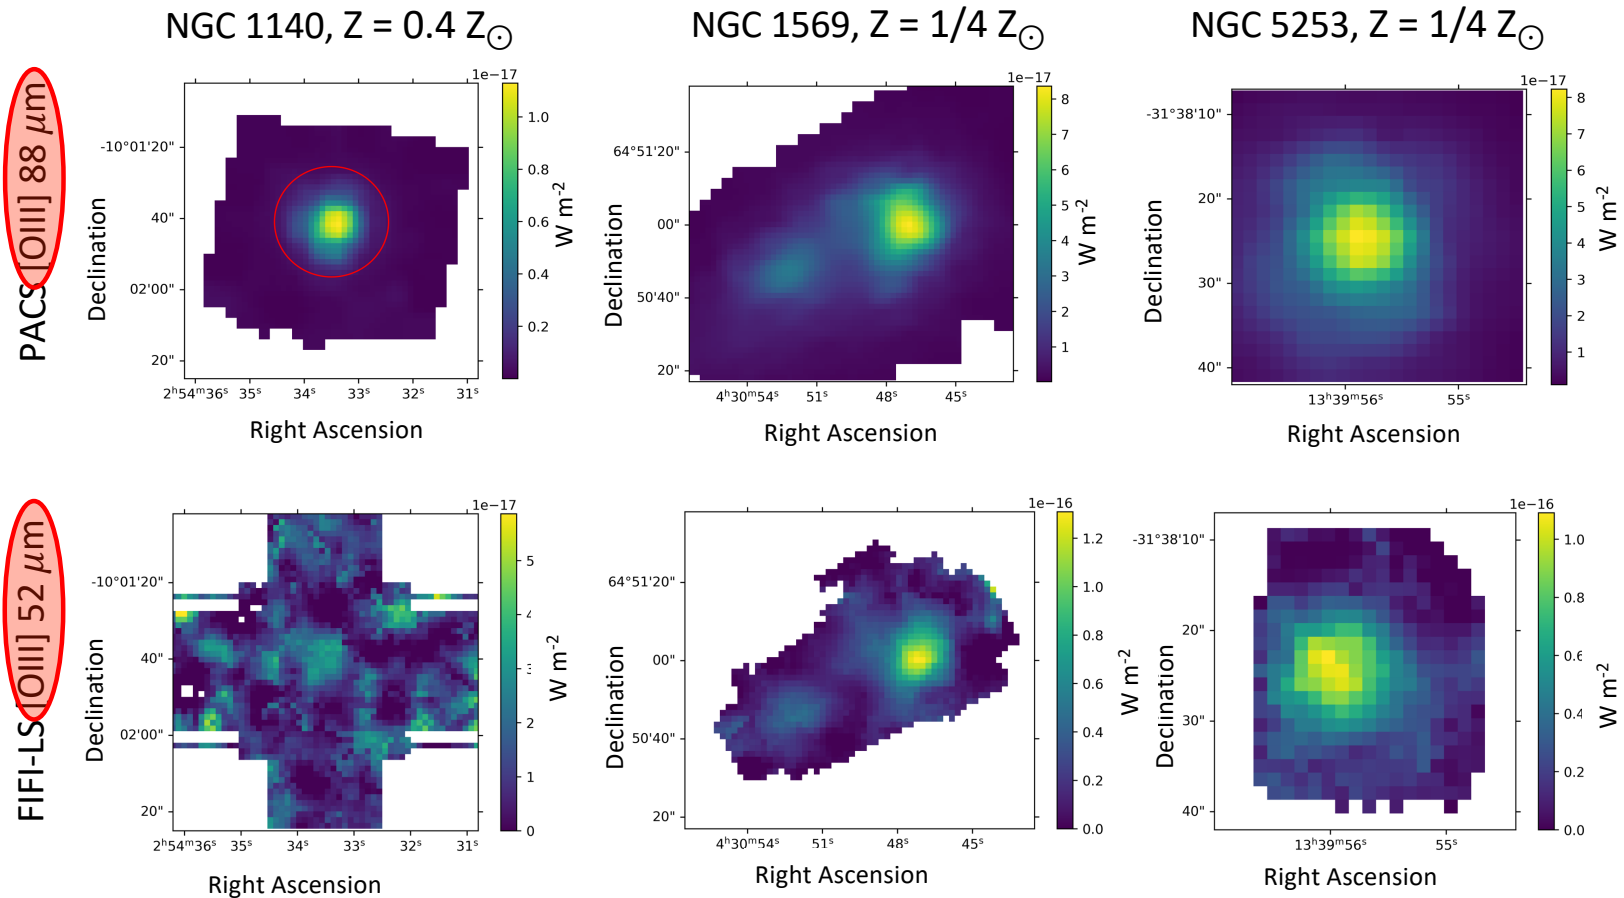 NGC 1140, Z = 0.4 Z⊙
NGC 1569, Z = 1/4 Z⊙
NGC 5253, Z = 1/4 Z⊙
PACS [OIII] 88 μm
1e−17
-10°01'20"
40"
02'00"
20"
2ʰ54ᵐ36ˢ 35ˢ 34ˢ 33ˢ 32ˢ 31ˢ
1.0
0.8
0.6
0.4
0.2
W m⁻²
Declination
Right Ascension
1e−17
64°51'20"
00"
50'40"
20"
4ʰ30ᵐ54ˢ 51ˢ 48ˢ 45ˢ
8
7
6
5
4
3
2
1
W m⁻²
Declination
Right Ascension
1e−17
-31°38'10"
20"
30"
40"
13ʰ39ᵐ56ˢ 55ˢ
8
7
6
5
4
3
2
1
W m⁻²
Declination
Right Ascension
FIFI-LS [OIII] 52 μm
1e−17
-10°01'20"
40"
02'00"
20"
2ʰ54ᵐ36ˢ 35ˢ 34ˢ 33ˢ 32ˢ 31ˢ
5
4
3
2
1
0
W m⁻²
Declination
Right Ascension
1e−16
64°51'20"
00"
50'40"
20"
4ʰ30ᵐ54ˢ 51ˢ 48ˢ 45ˢ
1.2
1.0
0.8
0.6
0.4
0.2
0.0
W m⁻²
Declination
Right Ascension
1e−16
-31°38'10"
20"
30"
40"
13ʰ39ᵐ56ˢ 55ˢ
1.0
0.8
0.6
0.4
0.2
0.0
W m⁻²
Declination
Right Ascension